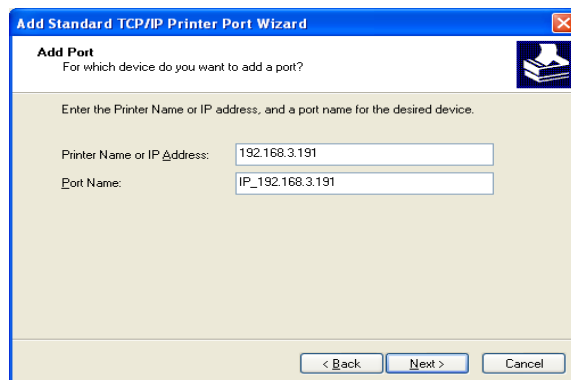 Add Standard TCP/IP Printer Port Wizard
Add Port
For which device do you want to add a port?
Enter the Printer Name or IP address, and a port name for the desired device.
Printer Name or IP Address: 192.168.3.191
Port Name: IP_192.168.3.191
< Back Next > Cancel